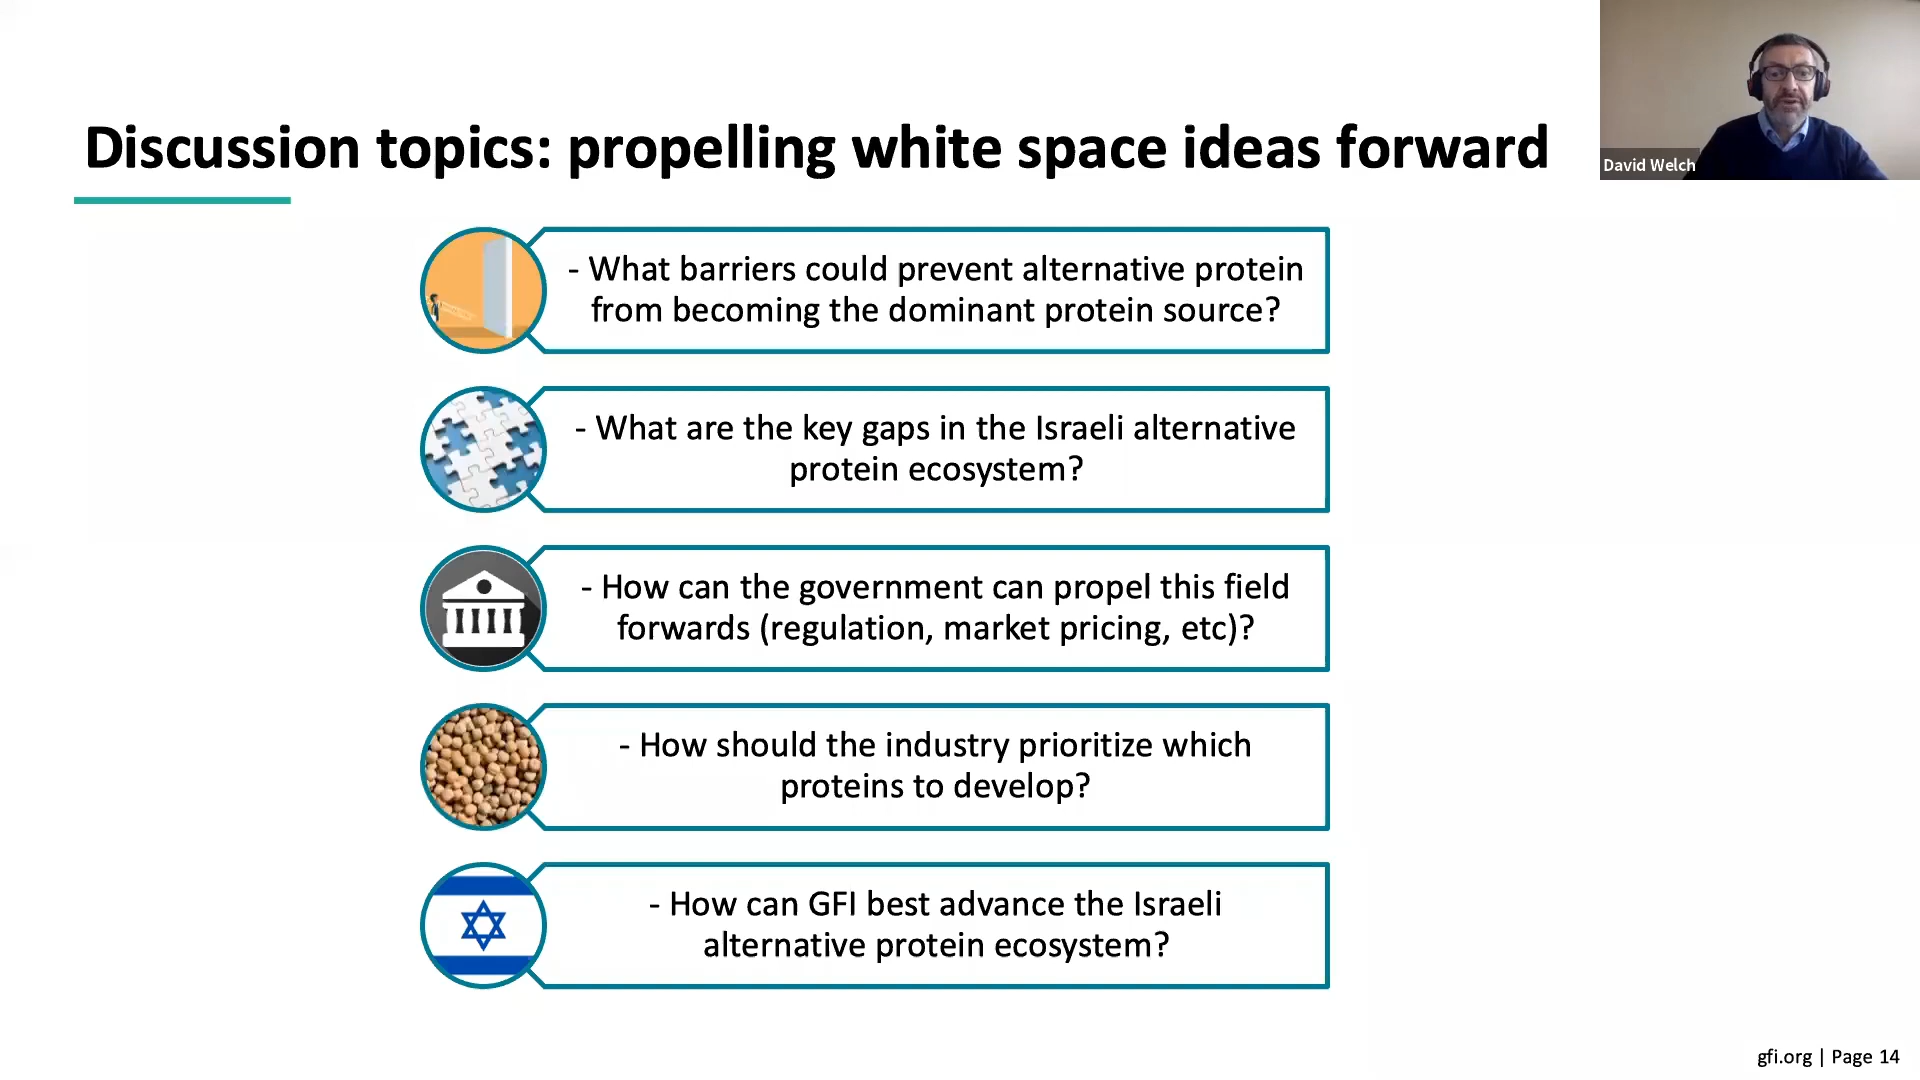 Discussion topics: propelling white space ideas forward
David Welch
- What barriers could prevent alternative protein
from becoming the dominant protein source?
- What are the key gaps in the Israeli alternative
protein ecosystem?
- How can the government can propel this field
forwards (regulation, market pricing, etc)?
- How should the industry prioritize which
proteins to develop?
- How can GFI best advance the Israeli
alternative protein ecosystem?
gfi.org | Page 14